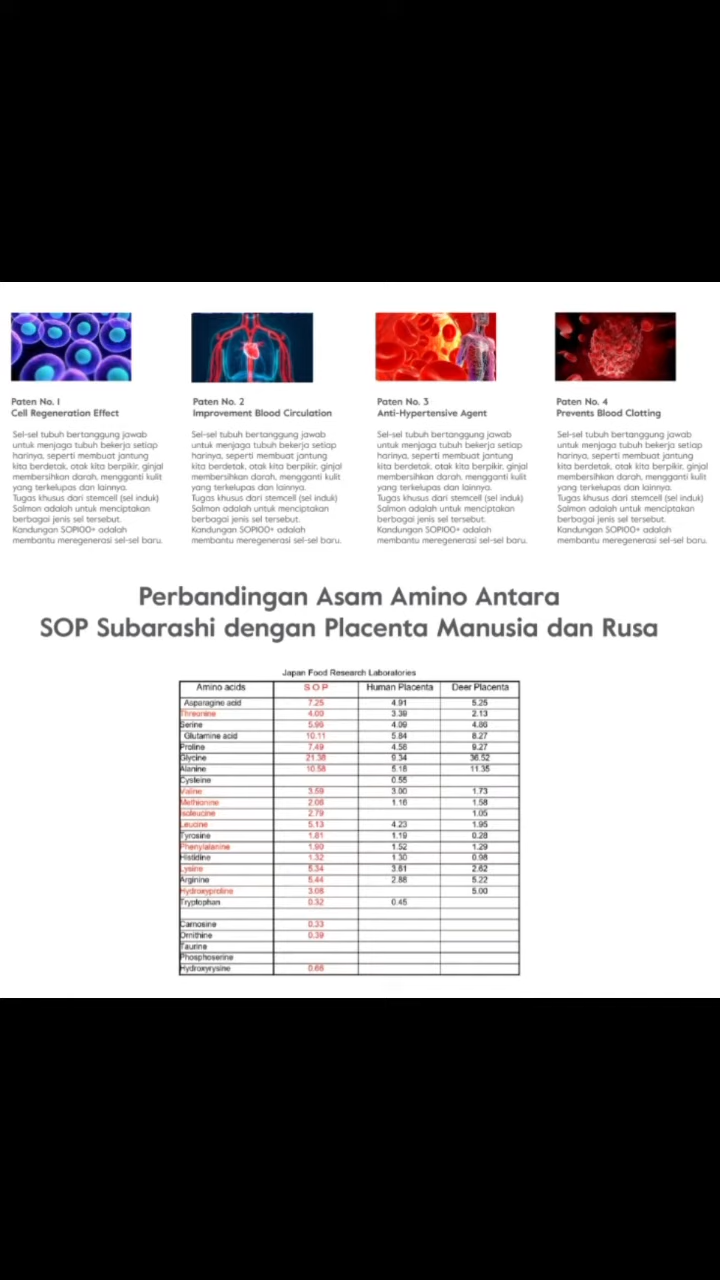 Paten No. 1
Cell Regeneration Effect
Sel-sel tubuh bertanggung jawab
untuk menjaga tubuh bekerja setiap
harinya, seperti membuat jantung
kita berdetak, otak kita berpikir, ginjal
membersihkan darah, mengganti kulit
yang terkelupas dan lainnya.
Tugas khusus dari stemcell (sel induk)
Salmon adalah untuk menciptakan
berbagai jenis sel tersebut.
Kandungan SOP100+ adalah
membantu meregenerasi sel-sel baru.
Paten No. 2
Improvement Blood Circulation
Sel-sel tubuh bertanggung jawab
untuk menjaga tubuh bekerja setiap
harinya, seperti membuat jantung
kita berdetak, otak kita berpikir, ginjal
membersihkan darah, mengganti kulit
yang terkelupas dan lainnya.
Tugas khusus dari stemcell (sel induk)
Salmon adalah untuk menciptakan
berbagai jenis sel tersebut.
Kandungan SOP100+ adalah
membantu meregenerasi sel-sel baru.
Paten No. 3
Anti-Hypertensive Agent
Sel-sel tubuh bertanggung jawab
untuk menjaga tubuh bekerja setiap
harinya, seperti membuat jantung
kita berdetak, otak kita berpikir, ginjal
membersihkan darah, mengganti kulit
yang terkelupas dan lainnya.
Tugas khusus dari stemcell (sel induk)
Salmon adalah untuk menciptakan
berbagai jenis sel tersebut.
Kandungan SOP100+ adalah
membantu meregenerasi sel-sel baru.
Paten No. 4
Prevents Blood Clotting
Sel-sel tubuh bertanggung jawab
untuk menjaga tubuh bekerja setiap
harinya, seperti membuat jantung
kita berdetak, otak kita berpikir, ginjal
membersihkan darah, mengganti kulit
yang terkelupas dan lainnya.
Tugas khusus dari stemcell (sel induk)
Salmon adalah untuk menciptakan
berbagai jenis sel tersebut.
Kandungan SOP100+ adalah
membantu meregenerasi sel-sel baru.
Perbandingan Asam Amino Antara
SOP Subarashi dengan Placenta Manusia dan Rusa
Japan Food Research Laboratories
Amino acids SOP Human Placenta Deer Placenta
Asparagine acid 7.25 4.91 5.25
Threonine 4.00 3.39 2.13
Serine 5.96 4.09 4.86
Glutamine acid 10.11 5.84 8.27
Proline 7.49 4.56 9.27
Glycine 21.38 9.34 36.52
Alanine 10.58 5.18 11.35
Cysteine 0.55
Valine 3.59 3.00 1.73
Methionine 2.08 1.16 1.58
Isoleucine 2.79 1.05
Leucine 5.13 4.23 1.95
Tyrosine 1.81 1.19 0.28
Phenylalanine 1.90 1.52 1.29
Histidine 1.32 1.30 0.98
Lysine 5.34 3.61 2.62
Arginine 5.44 2.88 5.22
Hydroxyproline 3.08 5.00
Tryptophan 0.32 0.45
Carnosine 0.33
Ornithine 0.39
Taurine
Phosphoserine
Hydroxyrysine 0.66